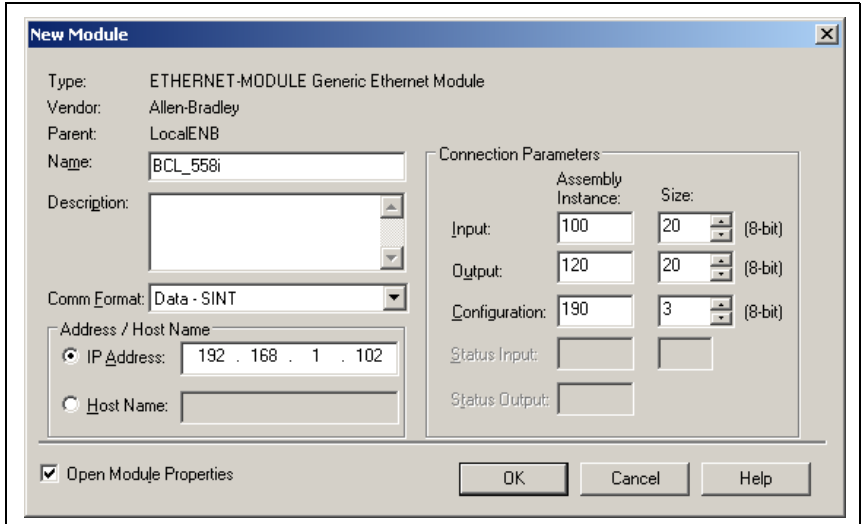 New Module
Type: ETHERNET-MODULE Generic Ethernet Module
Vendor: Allen-Bradley
Parent: LocalENB
Name: BCL_558i
Description:
Comm Format: Data - SINT
Address / Host Name
IP Address: 192 . 168 . 1 . 102
Host Name:
Connection Parameters
Assembly Instance: Size:
Input: 100 20 (8-bit)
Output: 120 20 (8-bit)
Configuration: 190 3 (8-bit)
Status Input:
Status Output:
Open Module Properties
OK Cancel Help